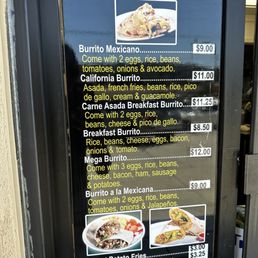 Burrito Mexicano................$9.00
Come with 2 eggs, rice, beans,
tomatoes, onions & avocado.
California Burrito................$11.00
Asada, french fries, beans, rice, pico
de gallo, cream & guacamole.
Carne Asada Breakfast Burrito...$11.25
Come with 2 eggs, rice,
beans, cheese & pico de gallo.
Breakfast Burrito................$8.50
Rice, beans, cheese, eggs, bacon,
onions & tomato.
Mega Burrito................$12.00
Come with 3 eggs, rice, beans,
cheese, bacon, ham, sausage
& potatoes.
Burrito a la Mexicana.........$9.00
Come with 2 eggs, rice, beans,
tomatoes, onions & Jalapeños.
Potato Fries
$3.25